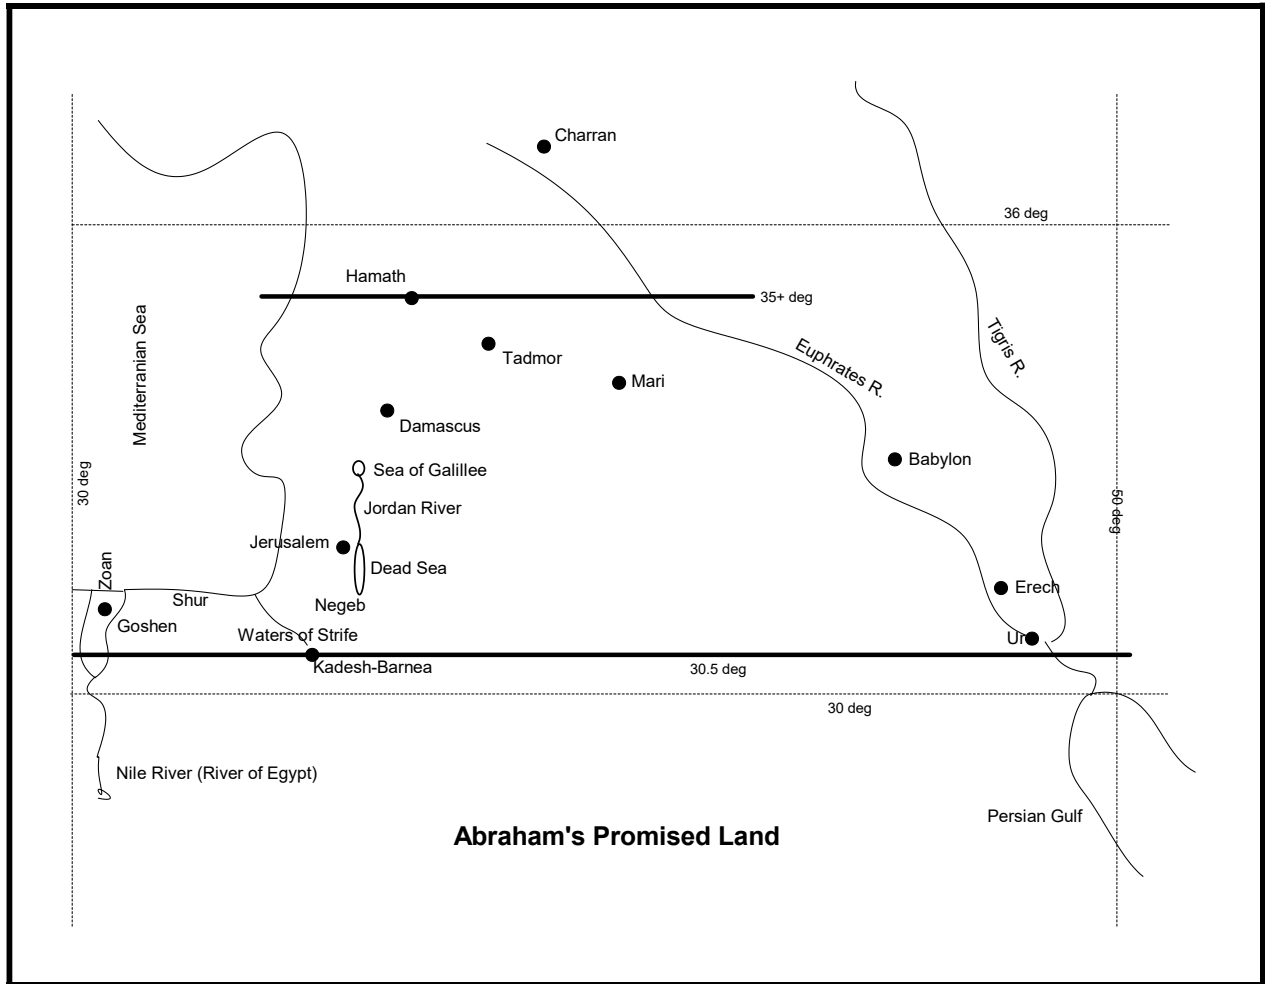 Charran
36 deg
Hamath
35+ deg
Mediterranian Sea
Tigris R.
Euphrates R.
Tadmor
Mari
Damascus
Babylon
Sea of Galillee
30 deg
50 deg
Jordan River
Jerusalem
Dead Sea
Zoan
Erech
Shur
Negeb
Goshen
Waters of Strife
Ur
Kadesh-Barnea
30.5 deg
30 deg
Nile River (River of Egypt)
Persian Gulf
Abraham's Promised Land